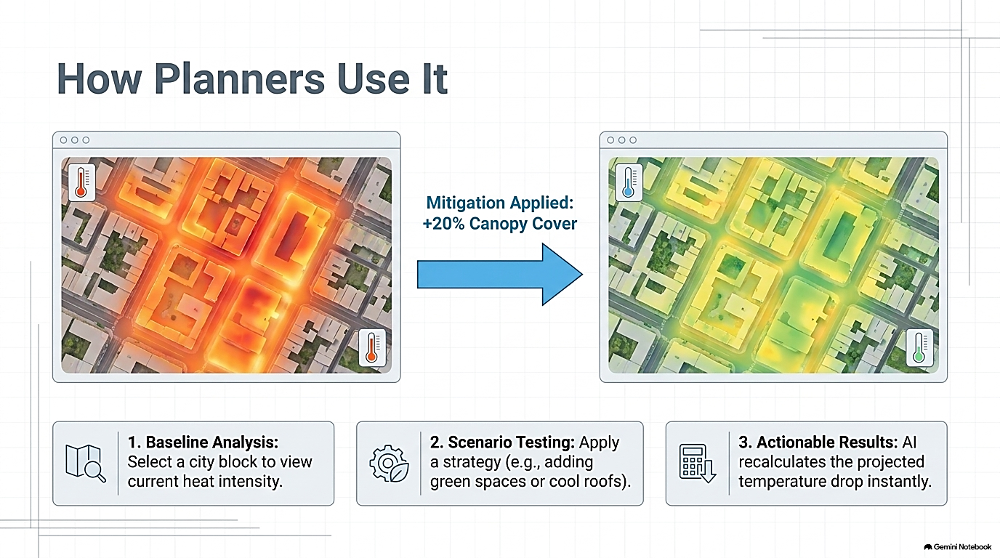 How Planners Use It
Mitigation Applied:
+20% Canopy Cover
1. Baseline Analysis:
Select a city block to view
current heat intensity.
2. Scenario Testing: Apply
a strategy (e.g., adding
green spaces or cool roofs).
3. Actionable Results: AI
recalculates the projected
temperature drop instantly.
Gemini Notebook